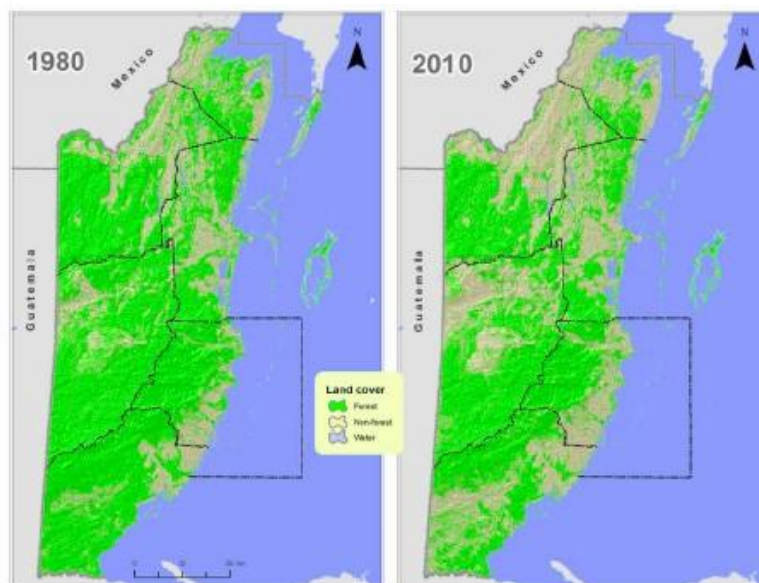 1980
Mexico
N
Guatemala
Land cover
Forest
Non-forest
Water
2010
Mexico
N
Guatemala